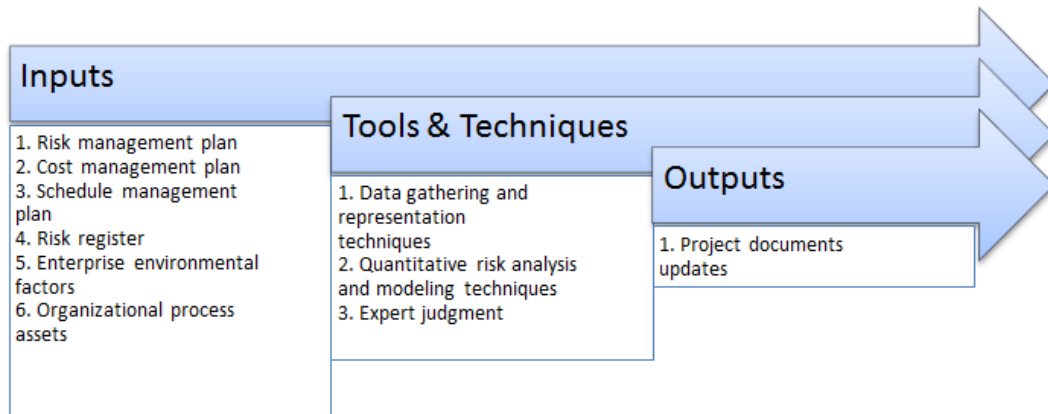 Inputs
1. Risk management plan
2. Cost management plan
3. Schedule management
plan
4. Risk register
5. Enterprise environmental
factors
6. Organizational process
assets
Tools & Techniques
1. Data gathering and
representation
techniques
2. Quantitative risk analysis
and modeling techniques
3. Expert judgment
Outputs
1. Project documents
updates